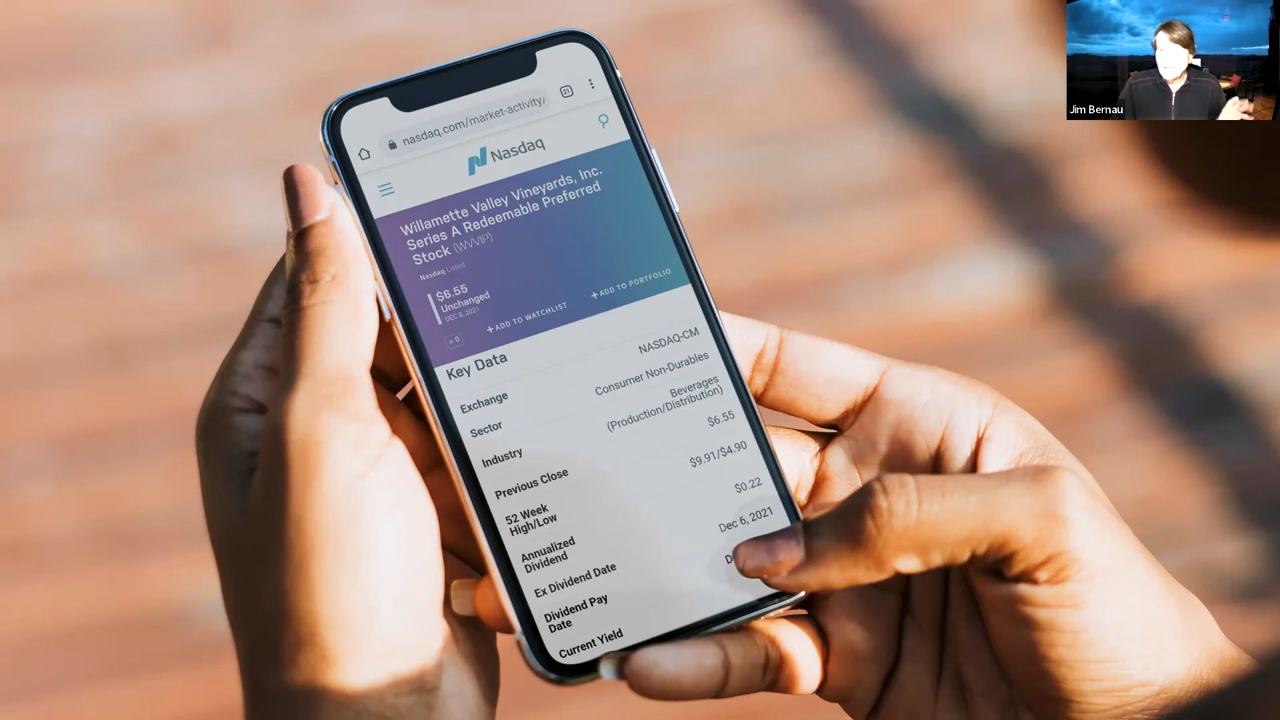 Jim Bernau
nasdaq.com/market-activity/
21
Nasdaq
Willamette Valley Vineyards, Inc.
Series A Redeemable Preferred
Stock (WVVIP)
Nasdaq Listed
$6.55
Unchanged
DEC 8, 2021
+ADD TO WATCHLIST
+ADD TO PORTFOLIO
Key Data
Exchange
NASDAQ-CM
Sector
Consumer Non-Durables
Industry
Beverages
(Production/Distribution)
Previous Close
$6.55
52 Week
High/Low
$9.91/$4.90
Annualized
Dividend
$0.22
Ex Dividend Date
Dec 6, 2021
Dividend Pay
Date
Current Yield